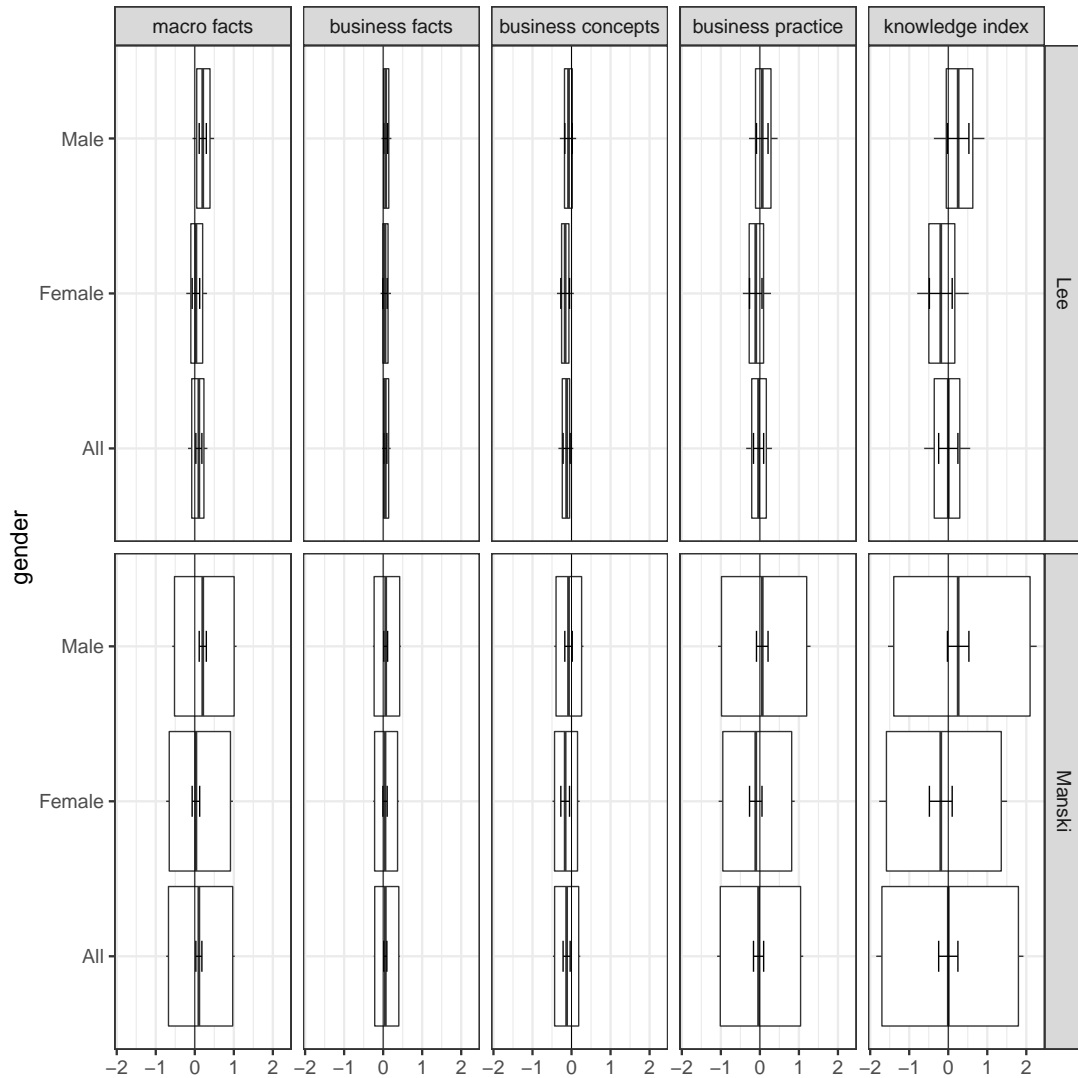 macro facts business facts business concepts business practice knowledge index
Male
Female
All
Lee
gender
Male
Female
All
Manski
−2 −1 0 1 2 −2 −1 0 1 2 −2 −1 0 1 2 −2 −1 0 1 2 −2 −1 0 1 2